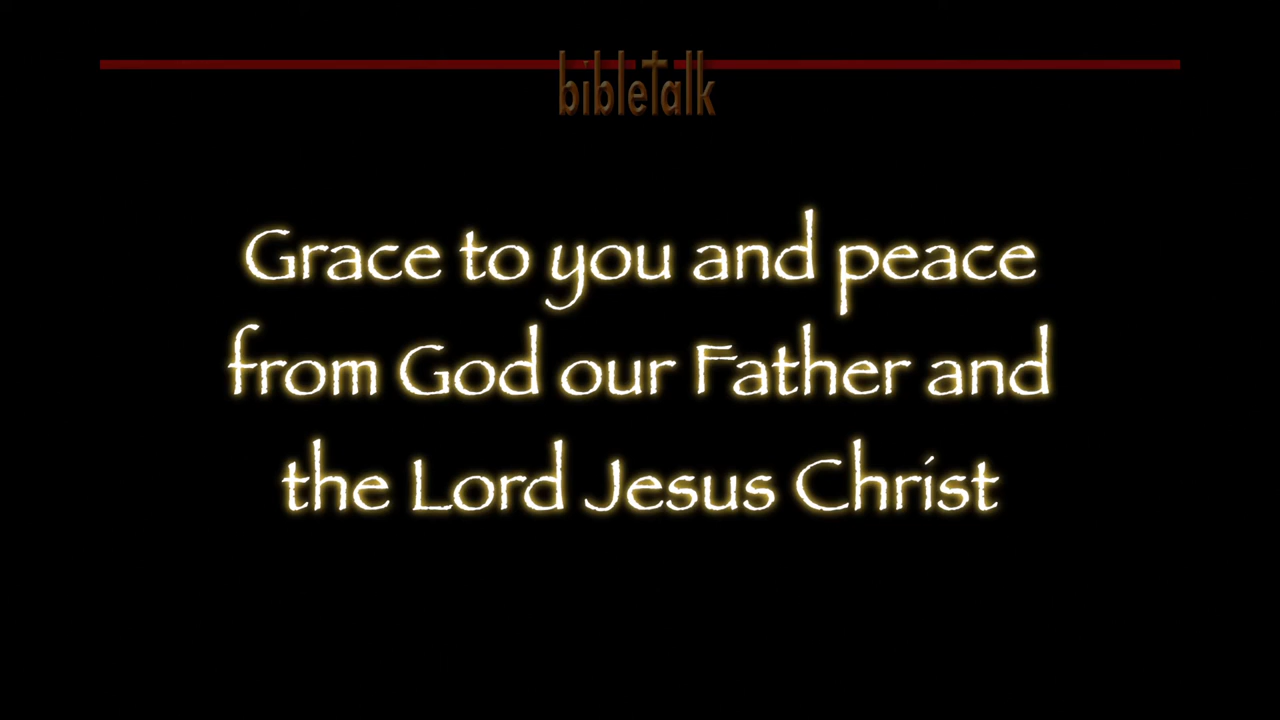 bibleTalk
Grace to you and peace
from God our Father and
the Lord Jesus Christ